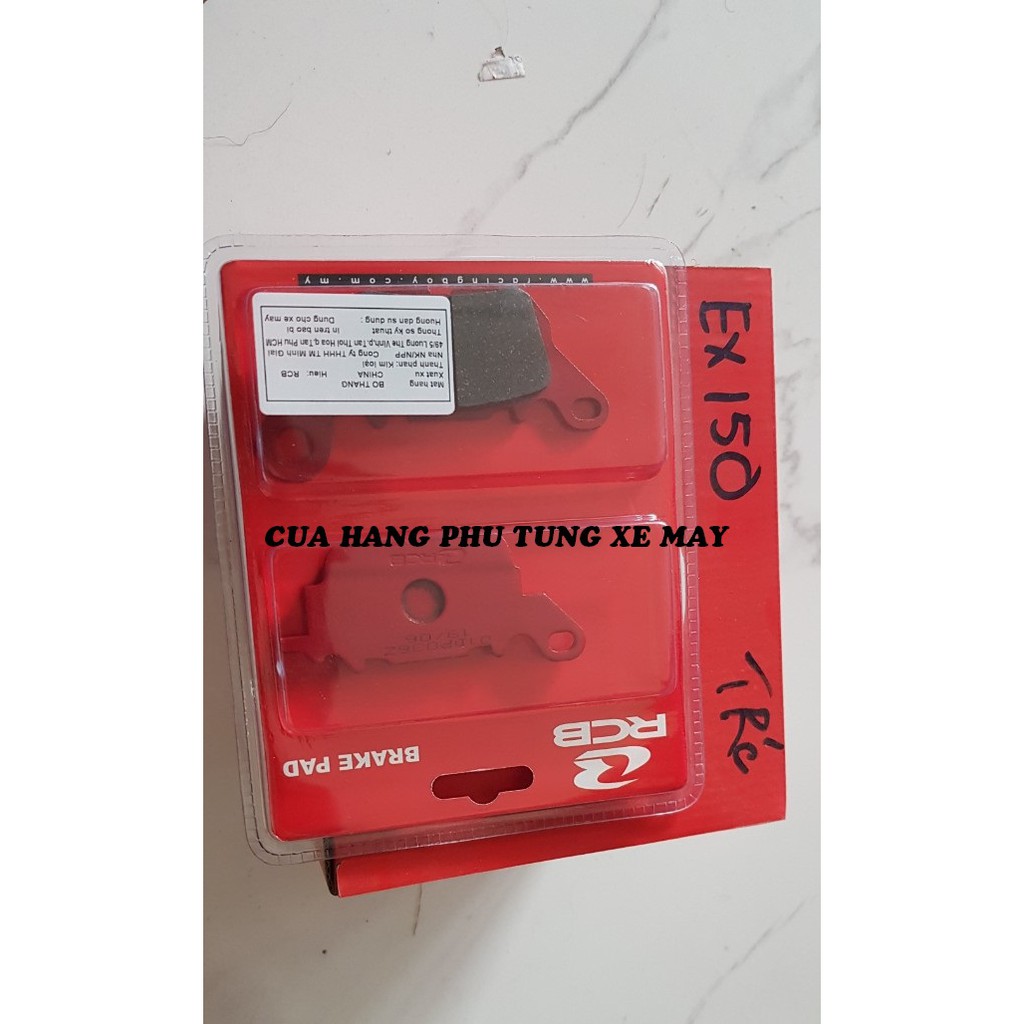 www.racingboy.com.my
Mat hang BO THANG
Xuat xu CHINA Hieu: RCB
Thanh phan: Kim loai
Nha NK/NPP Cong ty THHH TM Minh Giai
49/5 Luong The Vinh,p.Tan Thoi Hoa,q.Tan Phu HCM
Thong so ky thuat in tren bao bi
Huong dan su dung : Dung cho xe may
CUA HANG PHU TUNG XE MAY
RCB
RCB
BRAKE PAD
EX 150